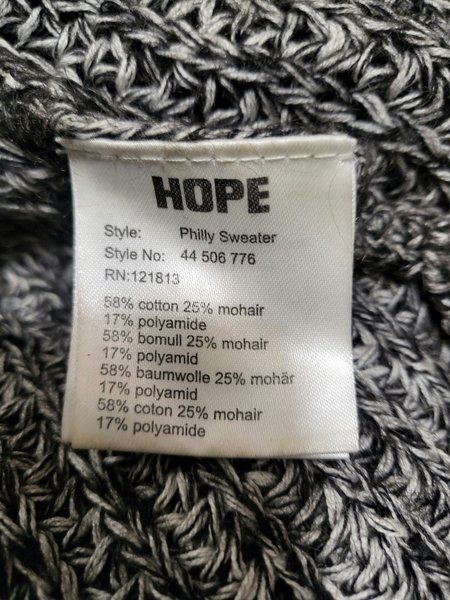 HOPE
Style: Philly Sweater
Style No: 44 506 776
RN:121813
58% cotton 25% mohair
17% polyamide
58% bomull 25% mohair
17% polyamid
58% baumwolle 25% mohär
17% polyamid
58% coton 25% mohair
17% polyamide